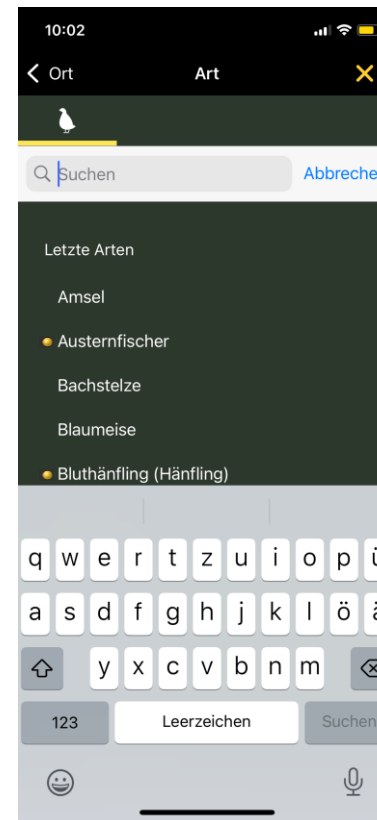 10:02
Ort Art
Suchen Abbreche
Letzte Arten
Amsel
Austernfischer
Bachstelze
Blaumeise
Bluthänfling (Hänfling)
q w e r t z u i o p ü
a s d f g h j k l ö ä
y x c v b n m
123 Leerzeichen Suchen